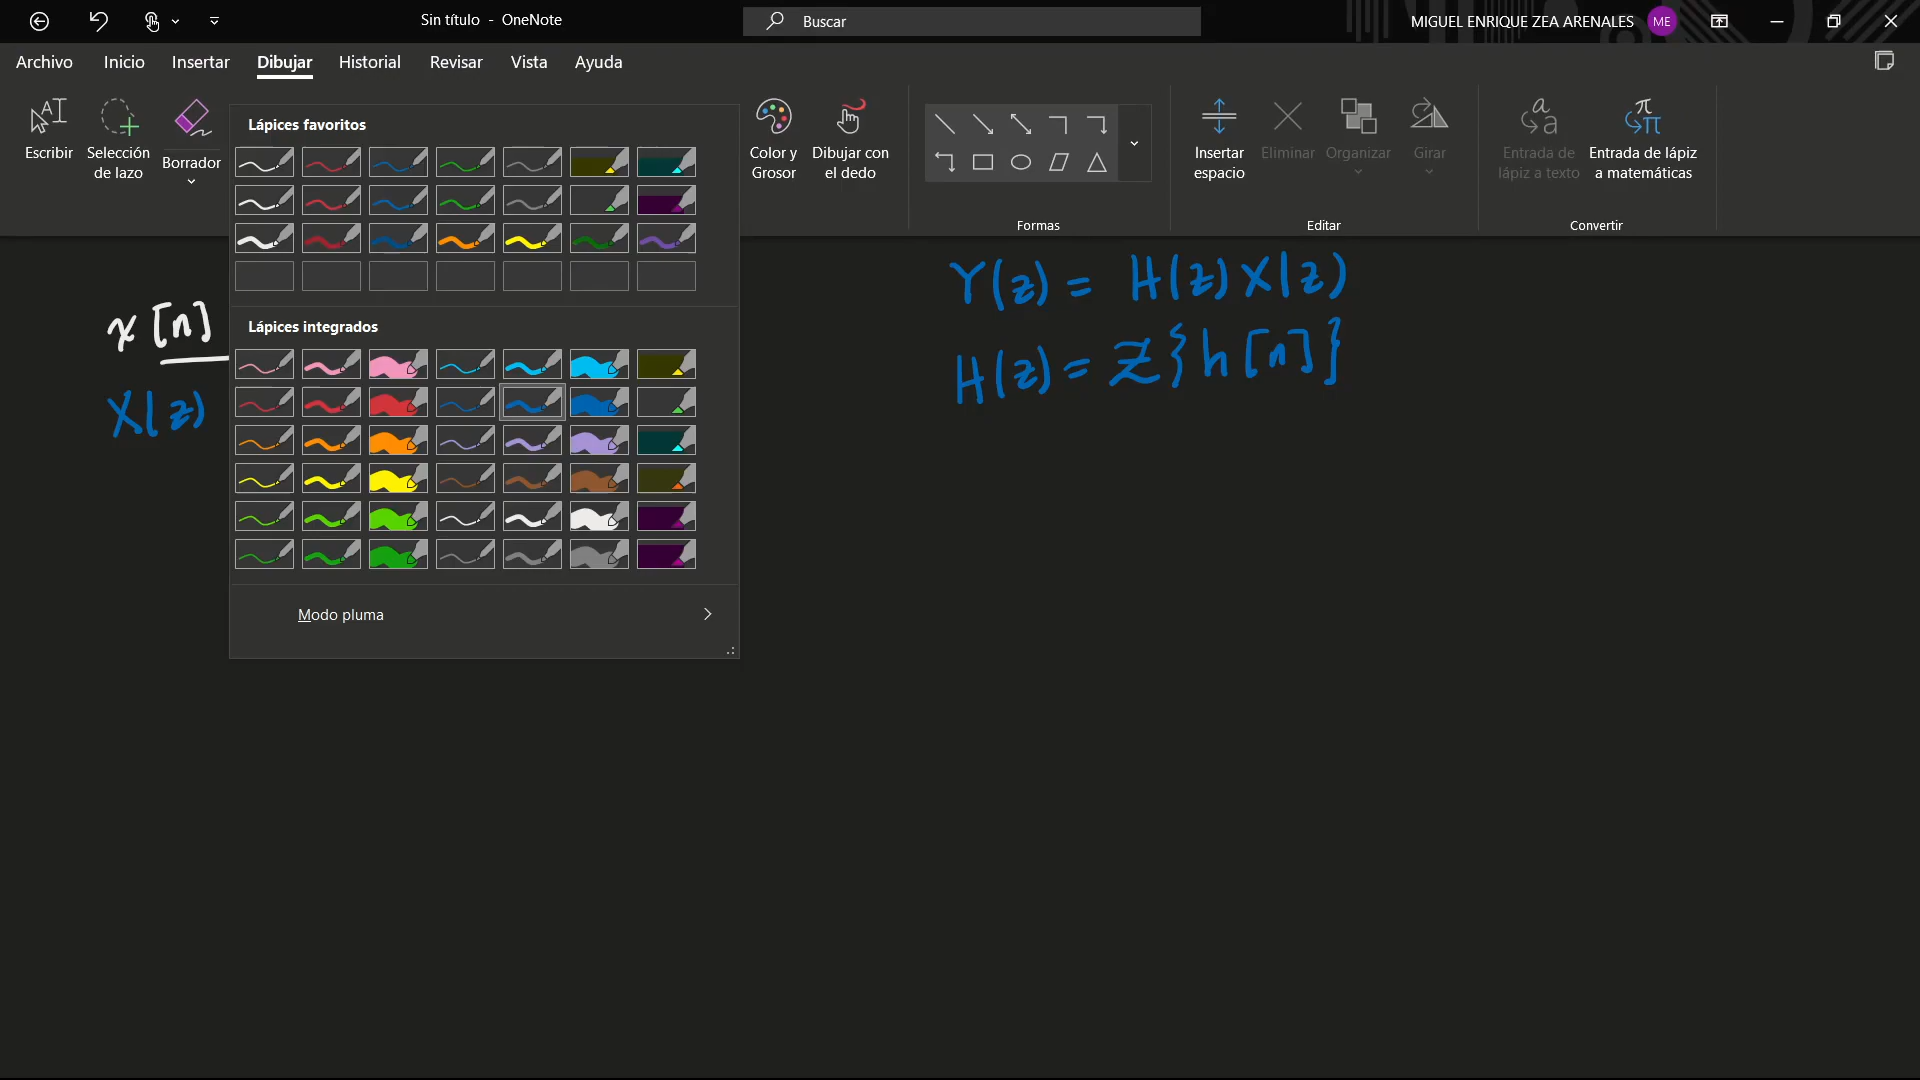 Sin título - OneNote
Buscar
MIGUEL ENRIQUE ZEA ARENALES
ME
Archivo Inicio Insertar Dibujar Historial Revisar Vista Ayuda
Escribir
Selección de lazo
Borrador
Lápices favoritos
Lápices integrados
Modo pluma
Color y Grosor
Dibujar con el dedo
Formas
Insertar espacio
Eliminar
Organizar
Girar
Editar
Entrada de lápiz a texto
Entrada de lápiz a matemáticas
Convertir
x[n]
X(z)
Y(z) = H(z)X(z)
H(z) = Z{h[n]}